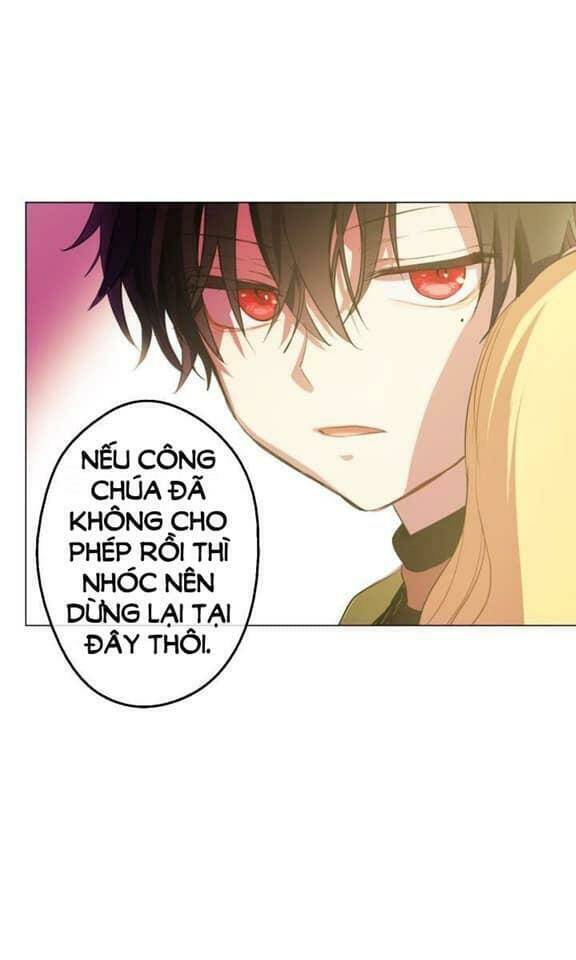 NẾU CÔNG
CHÚA ĐÃ
KHÔNG CHO
PHÉP RỒI THÌ
NHÓC NÊN
DỪNG LẠI TẠI
ĐÂY THÔI.